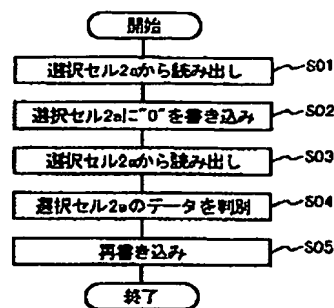 開始
選択セル2aから読み出し
S01
選択セル2aに"0"を書き込み
S02
選択セル2aから読み出し
S03
選択セル2aのデータを判別
S04
再書き込み
S05
終了